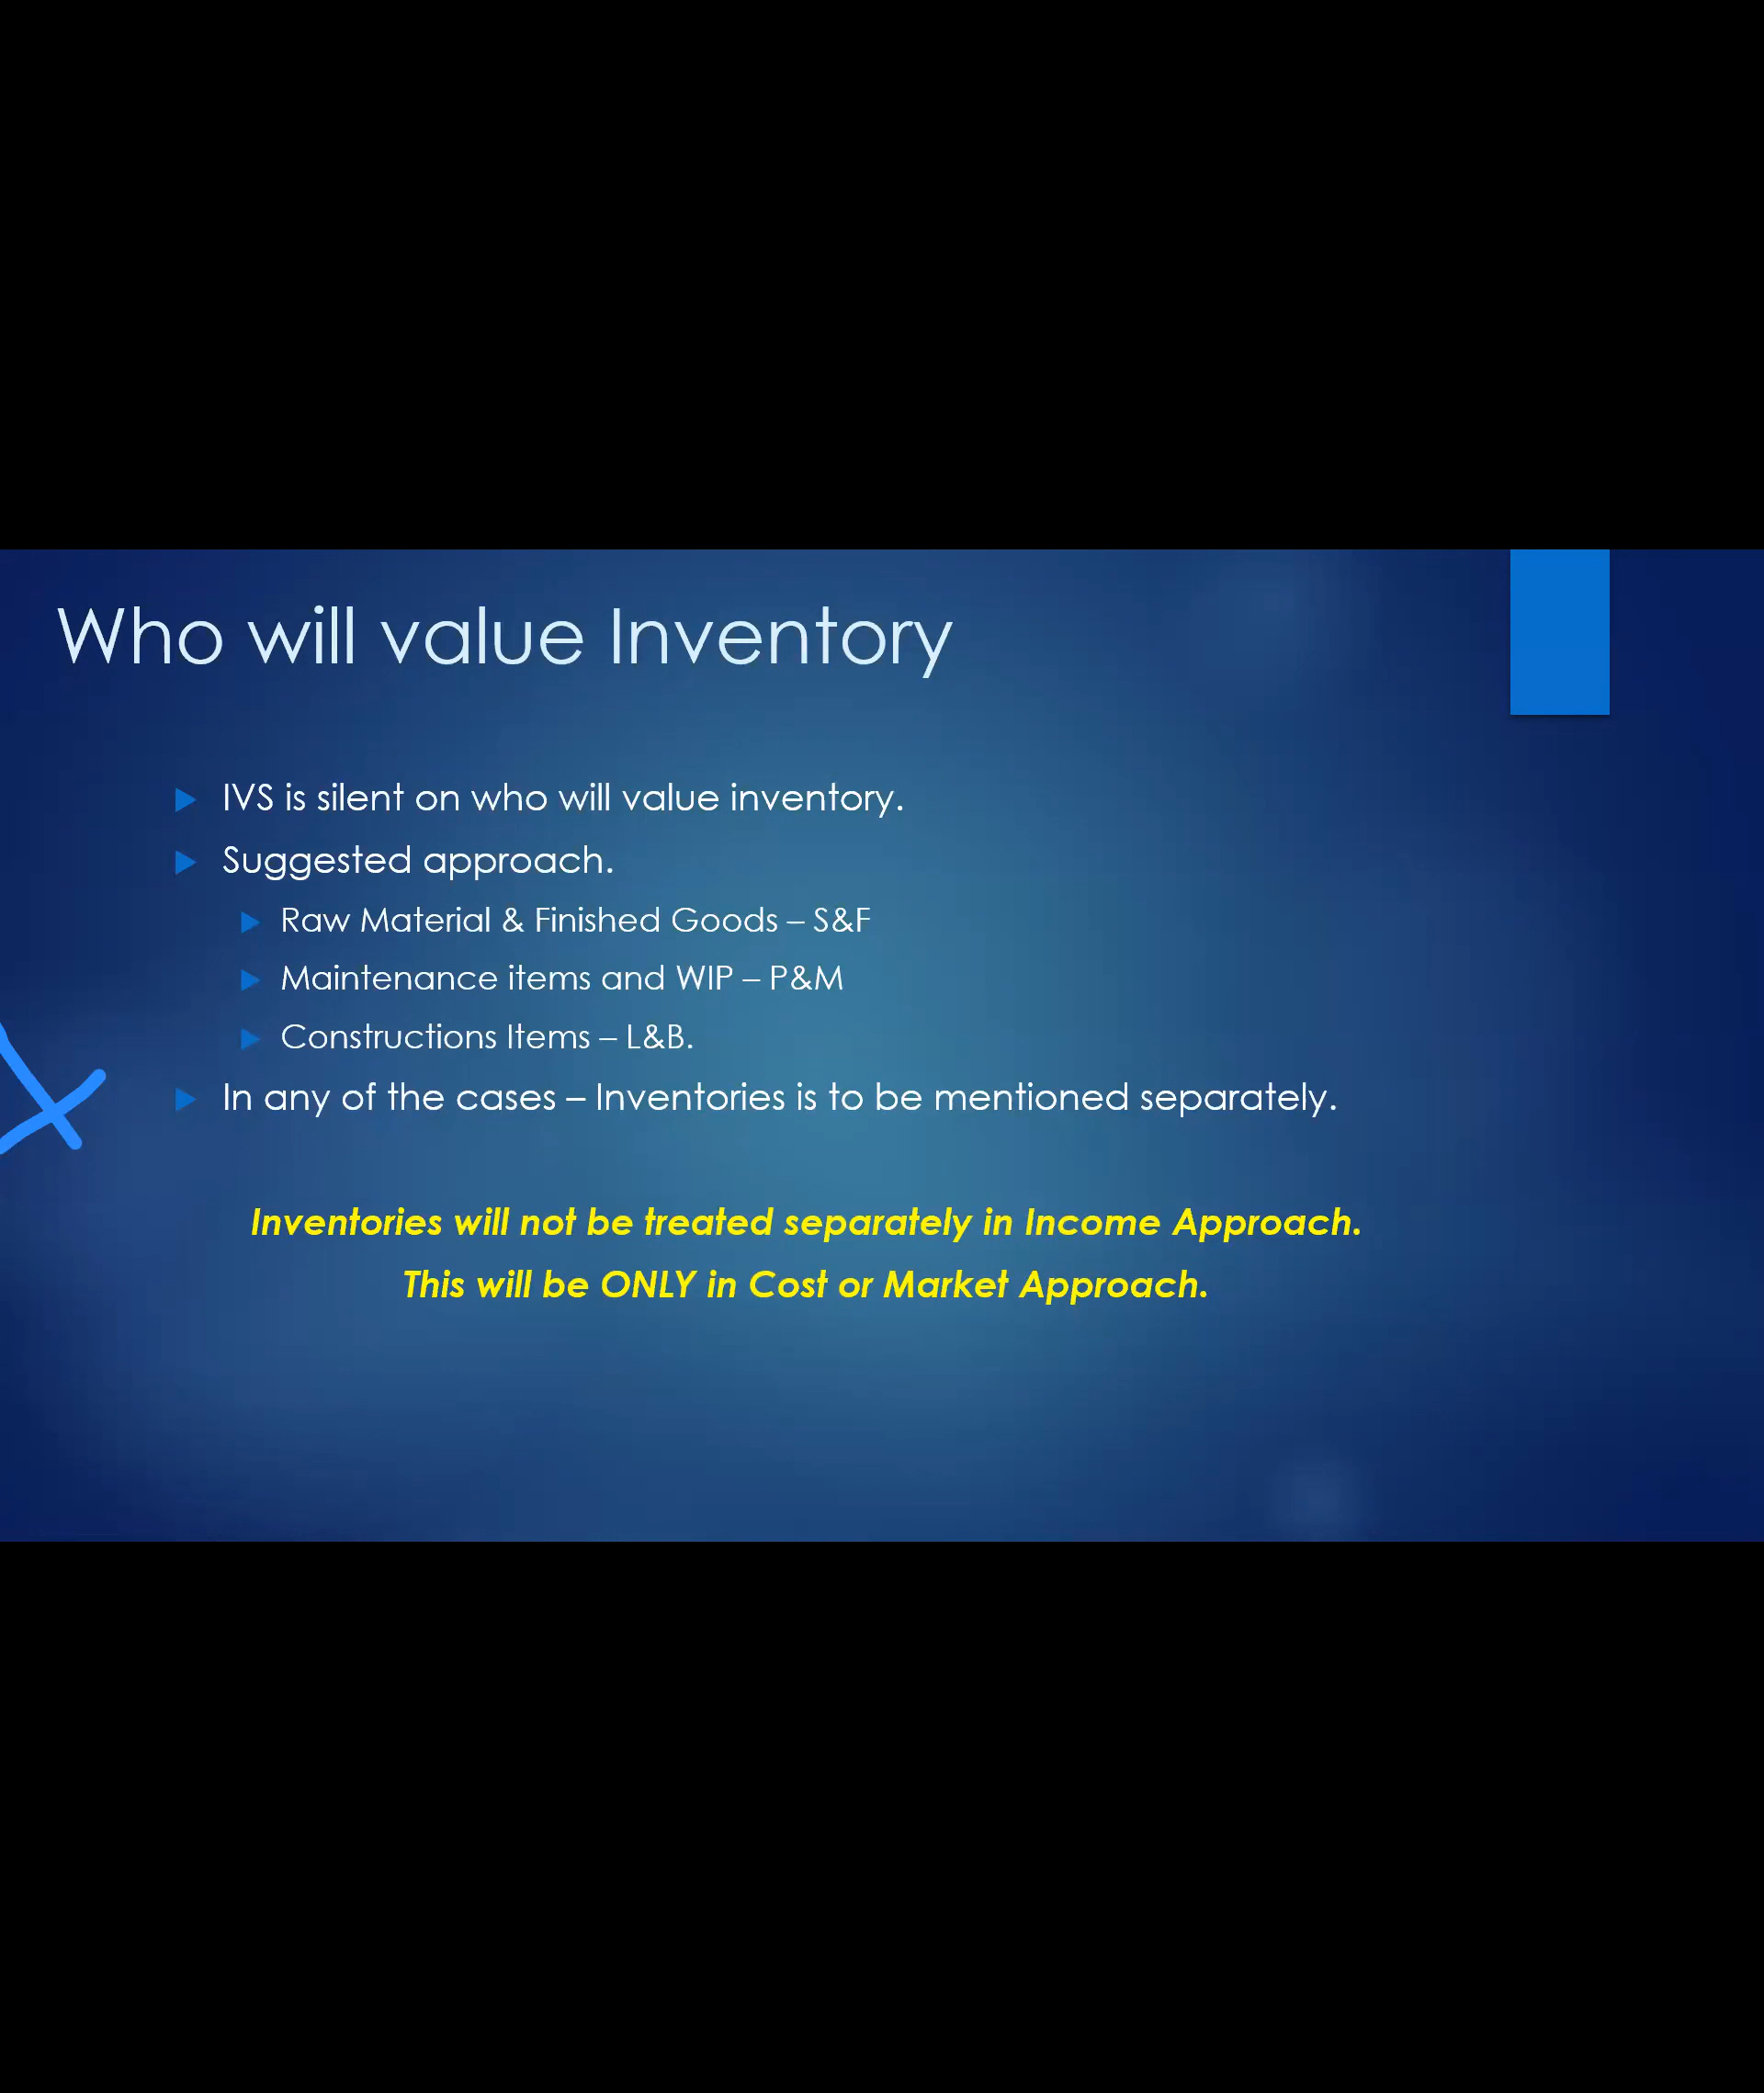 Who will value Inventory
IVS is silent on who will value inventory.
Suggested approach.
Raw Material & Finished Goods – S&F
Maintenance items and WIP – P&M
Constructions Items – L&B.
In any of the cases – Inventories is to be mentioned separately.
Inventories will not be treated separately in Income Approach.
This will be ONLY in Cost or Market Approach.